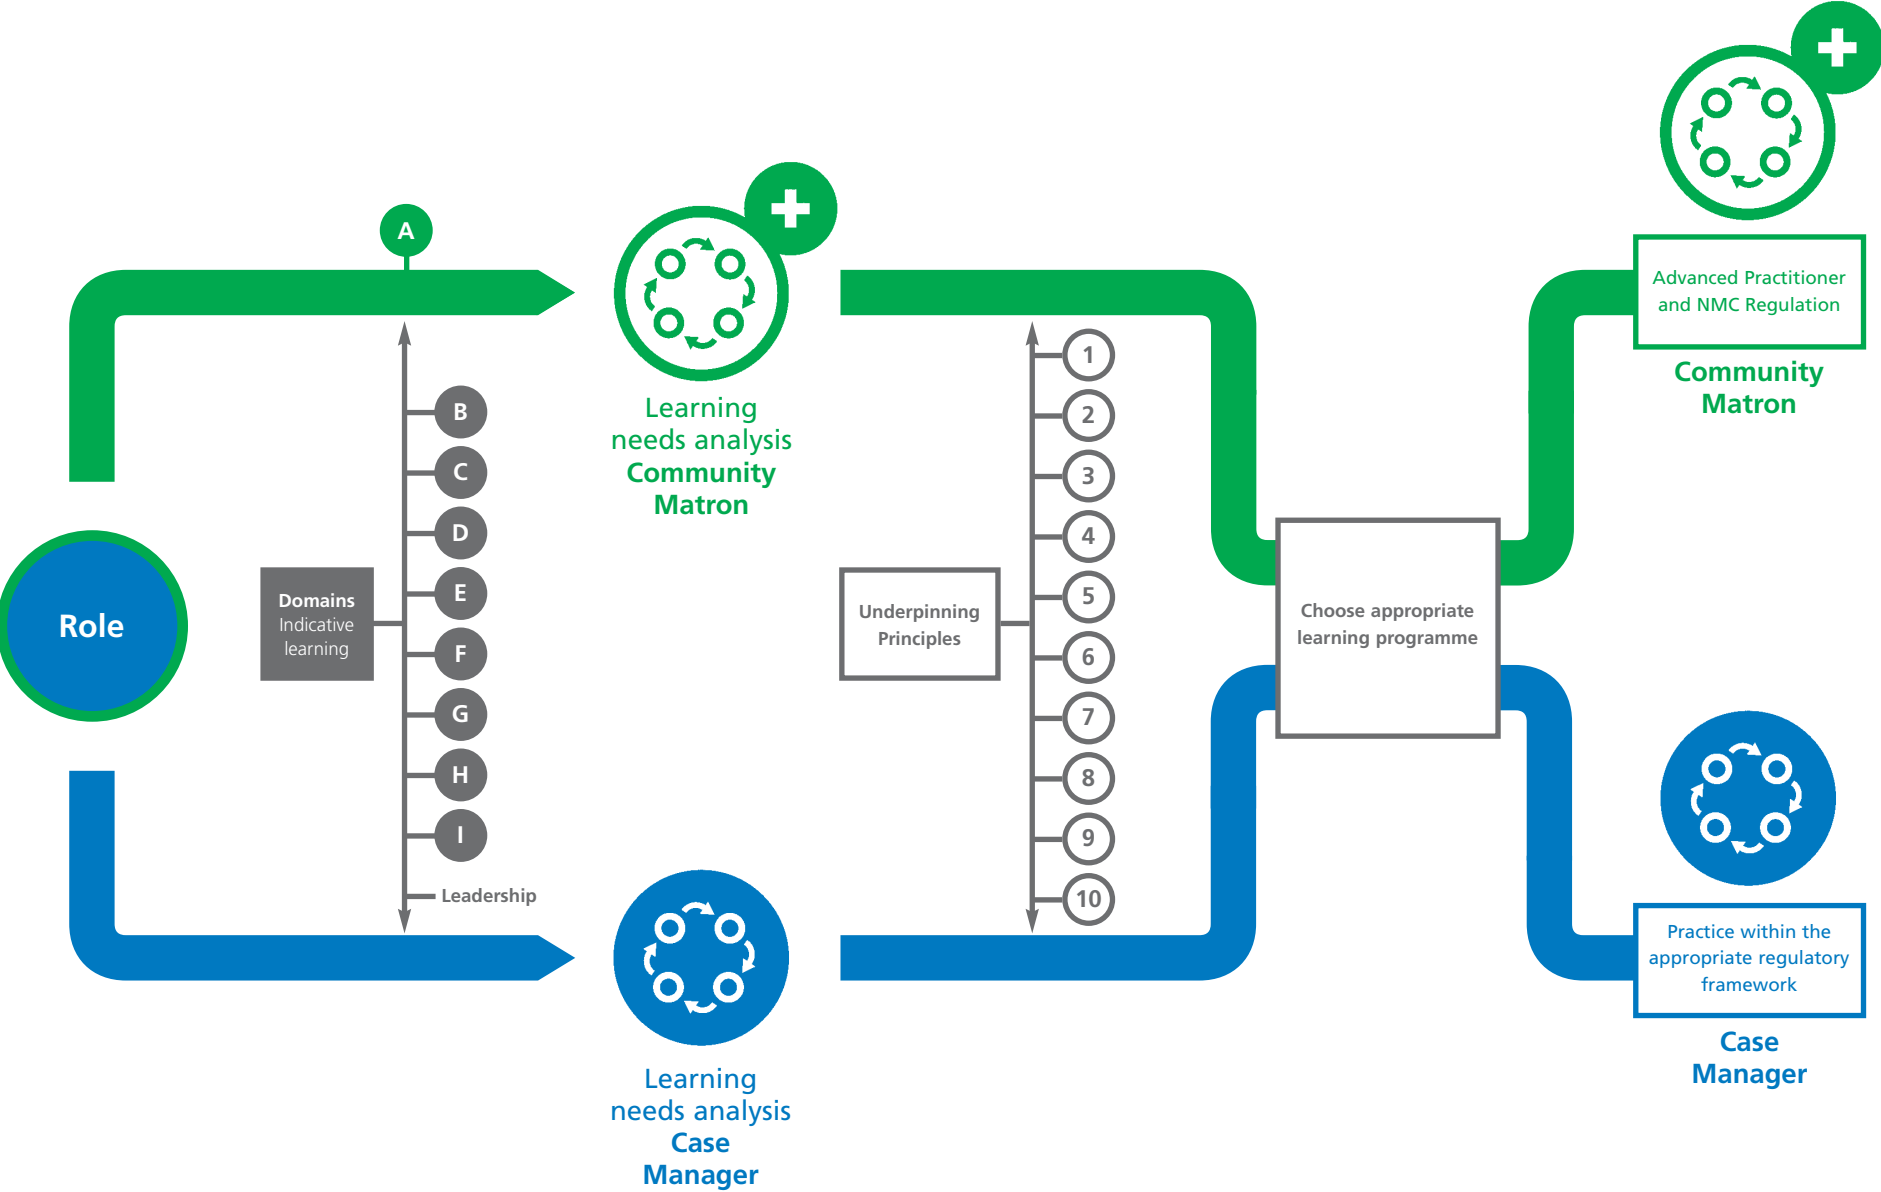 Role
A
Domains
Indicative
learning
B
C
D
E
F
G
H
I
Leadership
Learning
needs analysis
Community
Matron
Learning
needs analysis
Case
Manager
Underpinning
Principles
1
2
3
4
5
6
7
8
9
10
Choose appropriate
learning programme
Advanced Practitioner
and NMC Regulation
Community
Matron
Practice within the
appropriate regulatory
framework
Case
Manager